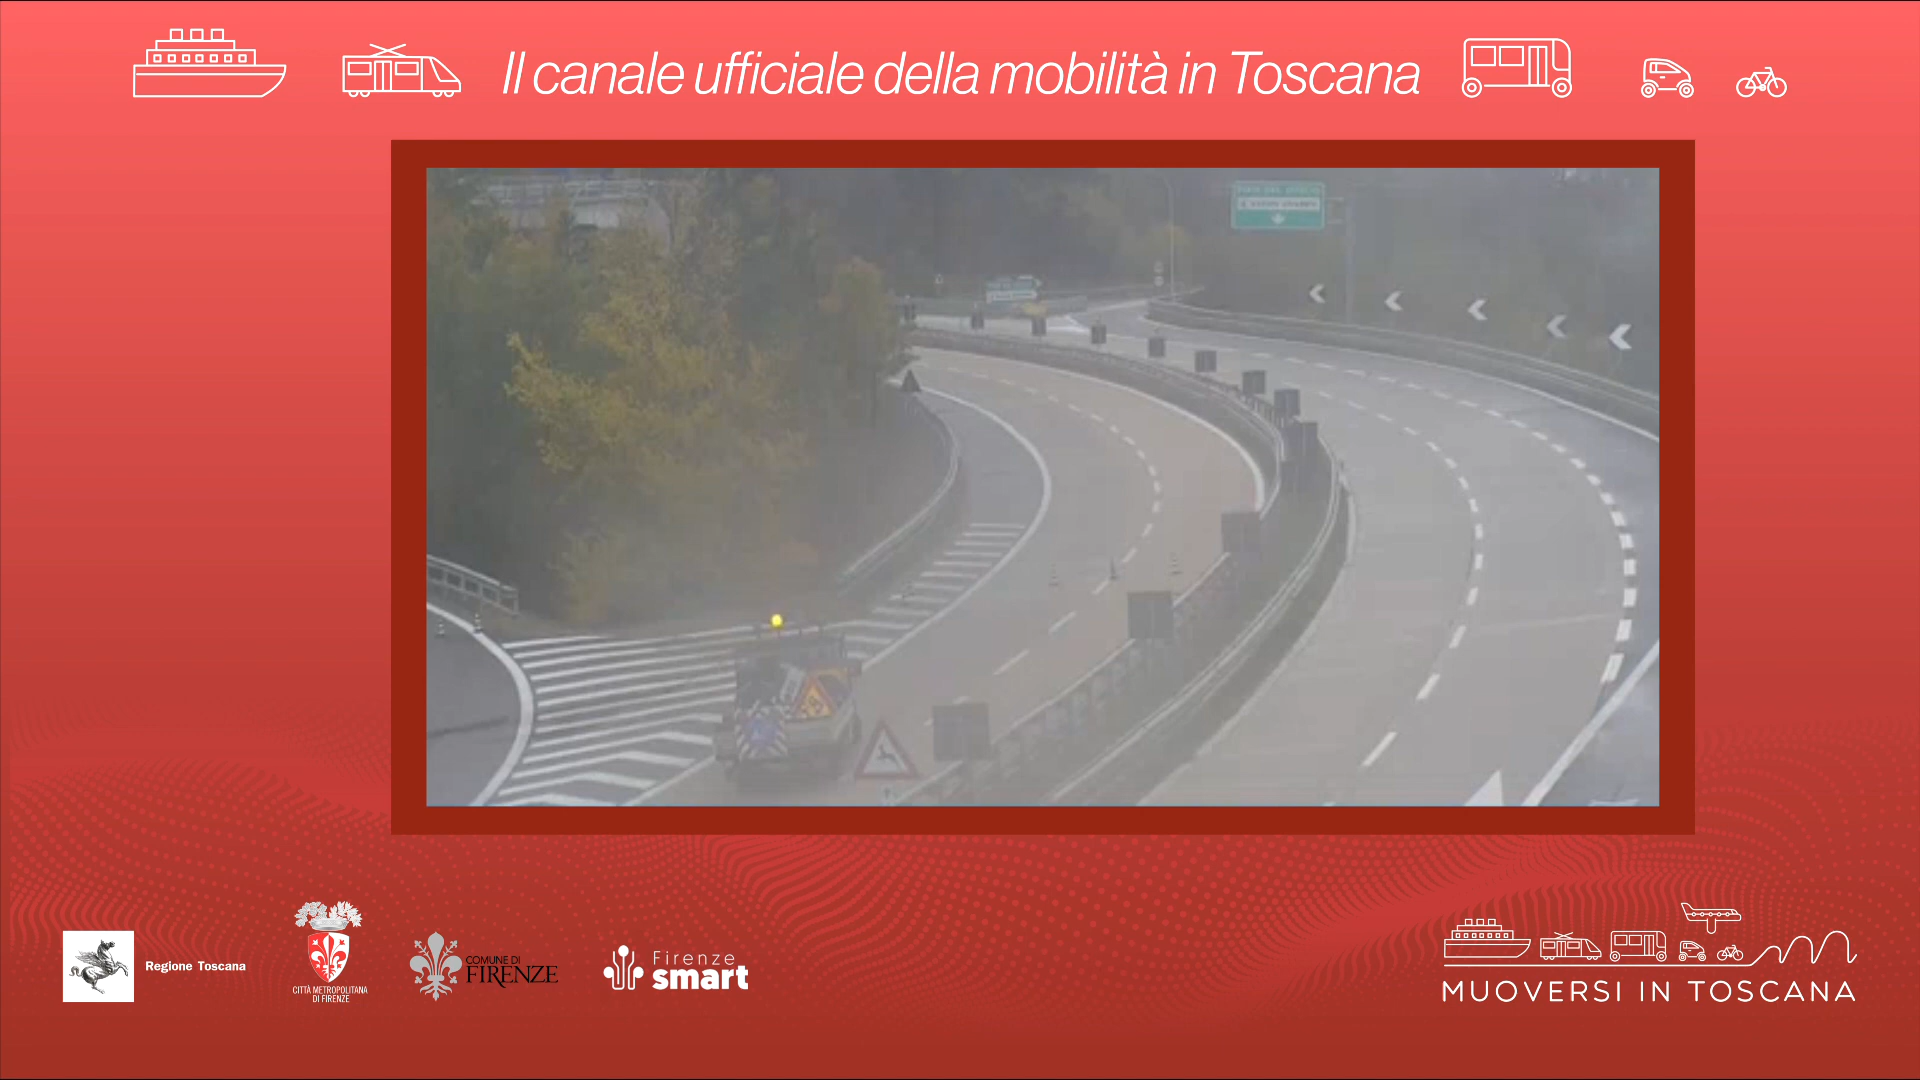 Il canale ufficiale della mobilità in Toscana
Regione Toscana
CITTÀ METROPOLITANA
DI FIRENZE
COMUNE DI
FIRENZE
Firenze
smart
MUOVERSI IN TOSCANA